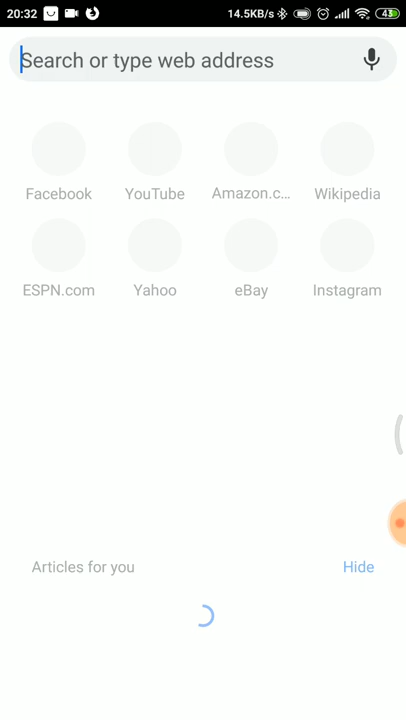 20:32 14.5KB/s 43
Search or type web address
Facebook YouTube Amazon.c... Wikipedia
ESPN.com Yahoo eBay Instagram
Articles for you Hide